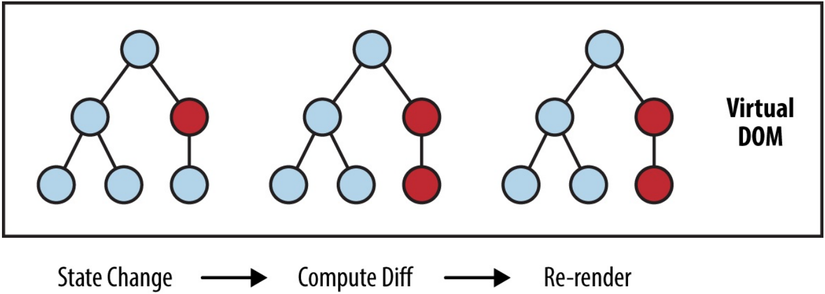 Virtual
DOM
State Change
Compute Diff
Re-render